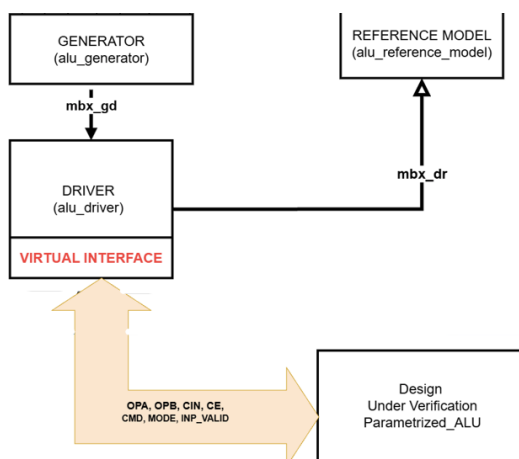 GENERATOR
(alu_generator)
REFERENCE MODEL
(alu_reference_model)
mbx_gd
DRIVER
(alu_driver)
mbx_dr
VIRTUAL INTERFACE
OPA, OPB, CIN, CE,
CMD, MODE, INP_VALID
Design
Under Verification
Parametrized_ALU